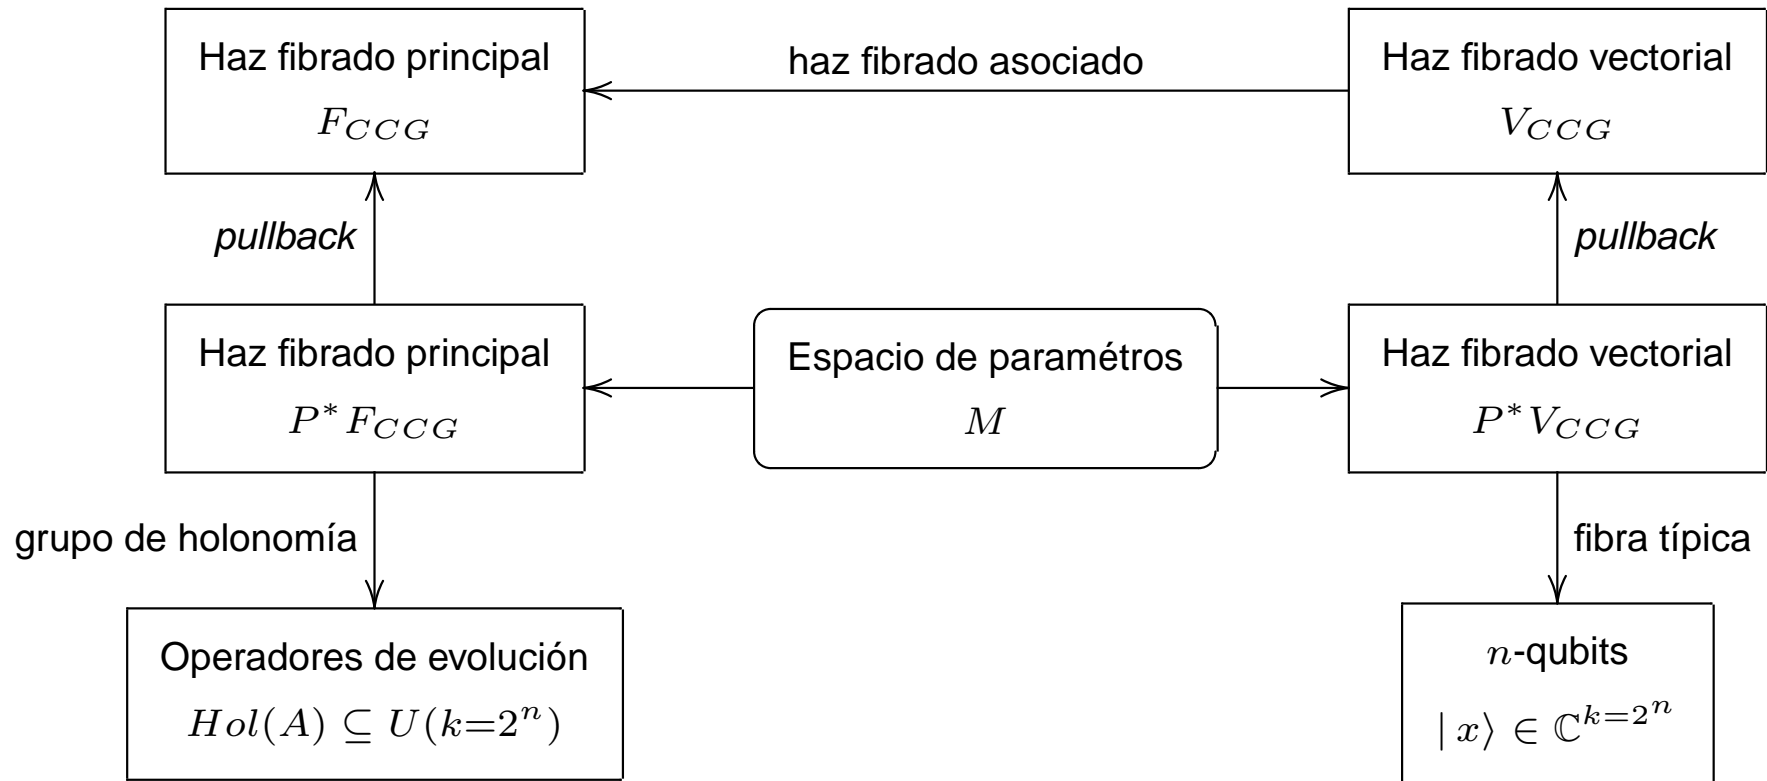 Haz fibrado principal
F_{CCG}
haz fibrado asociado
Haz fibrado vectorial
V_{CCG}
pullback
pullback
Haz fibrado principal
P^* F_{CCG}
Espacio de paramétros
M
Haz fibrado vectorial
P^* V_{CCG}
grupo de holonomía
fibra típica
Operadores de evolución
Hol(A) ⊆ U(k=2^n)
n-qubits
| x⟩ ∈ ℂ^{k=2^n}